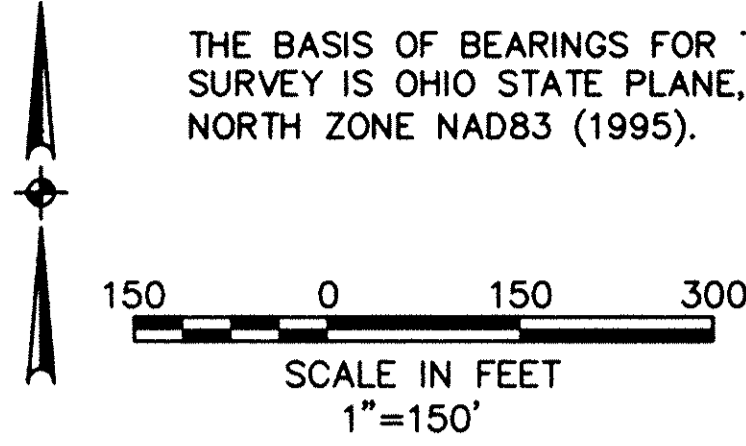 THE BASIS OF BEARINGS FOR
SURVEY IS OHIO STATE PLANE,
NORTH ZONE NAD83 (1995).
150 0 150 300
SCALE IN FEET
1"=150'